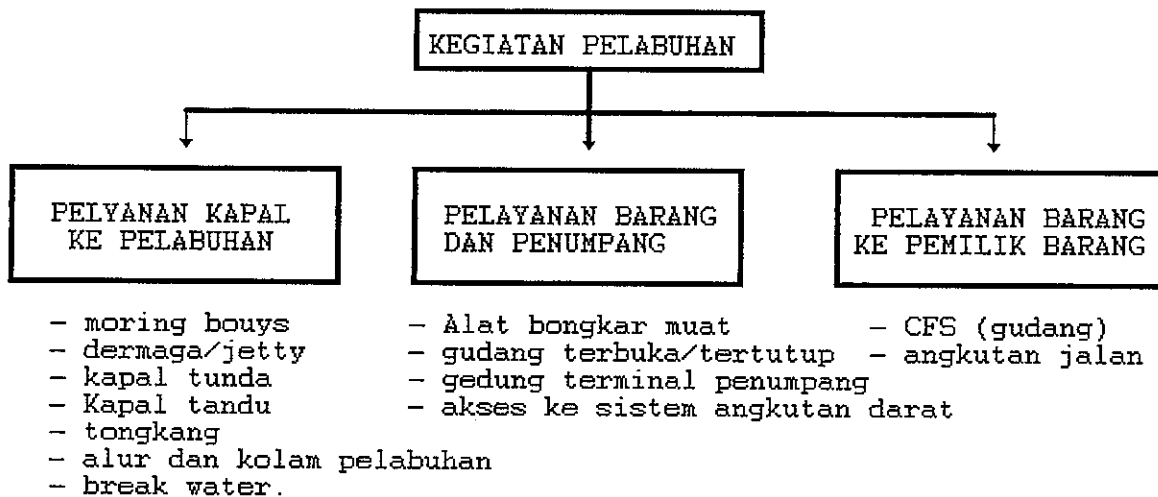 KEGIATAN PELABUHAN
PELYANAN KAPAL
KE PELABUHAN
PELAYANAN BARANG
DAN PENUMPANG
PELAYANAN BARANG
KE PEMILIK BARANG
- moring bouys
- dermaga/jetty
- kapal tunda
- Kapal tandu
- tongkang
- alur dan kolam pelabuhan
- break water.
- Alat bongkar muat
- gudang terbuka/tertutup
- gedung terminal penumpang
- akses ke sistem angkutan darat
- CFS (gudang)
- angkutan jalan